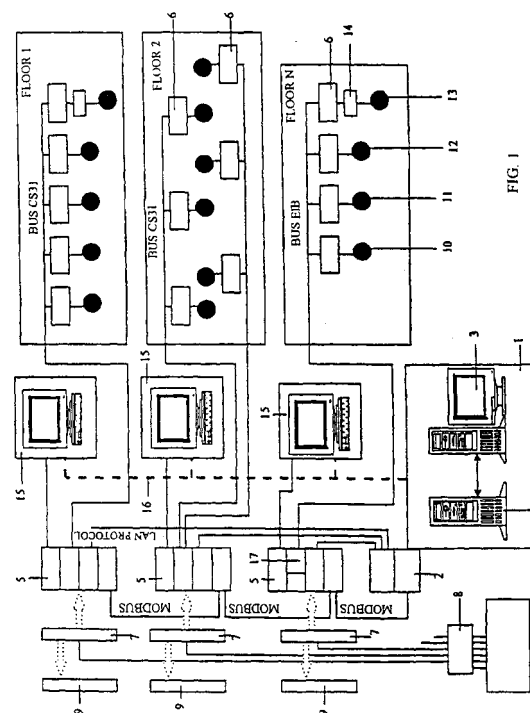 FLOOR 1
BUS CS31
6
FLOOR 2
6
6
BUS CS31
FLOOR N
6
14
BUS EIB
13
12
11
10
FIG. 1
15
15
15
16
3
1
5
LAN PROTOCOL
5
17
5
2
MODBUS
MODBUS
MODBUS
7
7
7
8
9
9
9